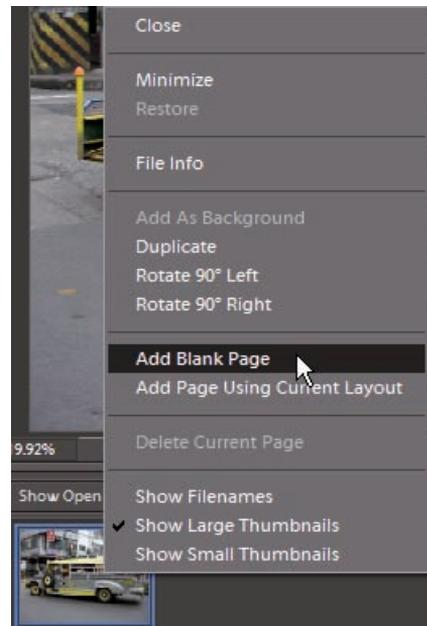 Close
Minimize
Restore
File Info
Add As Background
Duplicate
Rotate 90° Left
Rotate 90° Right
Add Blank Page
Add Page Using Current Layout
Delete Current Page
9.92%
Show Open
Show Filenames
Show Large Thumbnails
Show Small Thumbnails